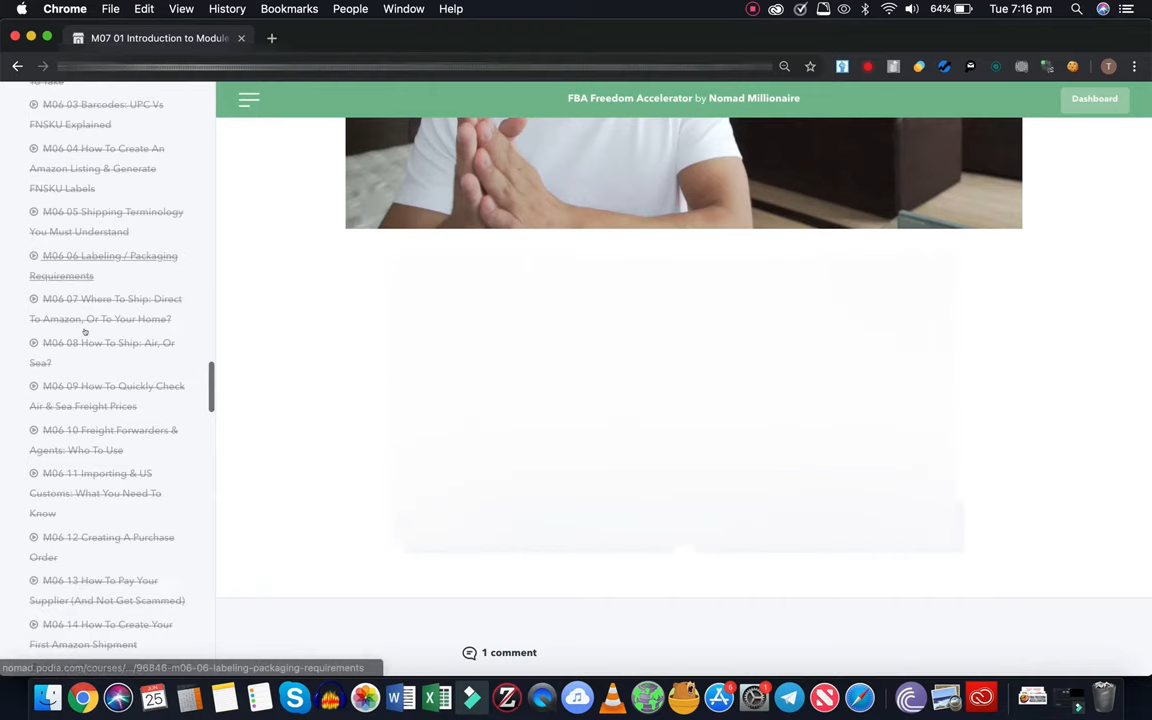 Chrome File Edit View History Bookmarks People Window Help 64% Tue 7:16 pm
M07 01 Introduction to Module
T
FBA Freedom Accelerator by Nomad Millionaire
Dashboard
To Take
M06 03 Barcodes: UPC Vs
FNSKU Explained
M06 04 How To Create An
Amazon Listing & Generate
FNSKU Labels
M06 05 Shipping Terminology
You Must Understand
M06 06 Labeling / Packaging
Requirements
M06 07 Where To Ship: Direct
To Amazon, Or To Your Home?
M06 08 How To Ship: Air, Or
Sea?
M06 09 How To Quickly Check
Air & Sea Freight Prices
M06 10 Freight Forwarders &
Agents: Who To Use
M06 11 Importing & US
Customs: What You Need To
Know
M06 12 Creating A Purchase
Order
M06 13 How To Pay Your
Supplier (And Not Get Scammed)
M06 14 How To Create Your
First Amazon Shipment
1 comment
nomad.podia.com/courses/.../96846-m06-06-labeling-packaging-requirements
JUN
25
5
1